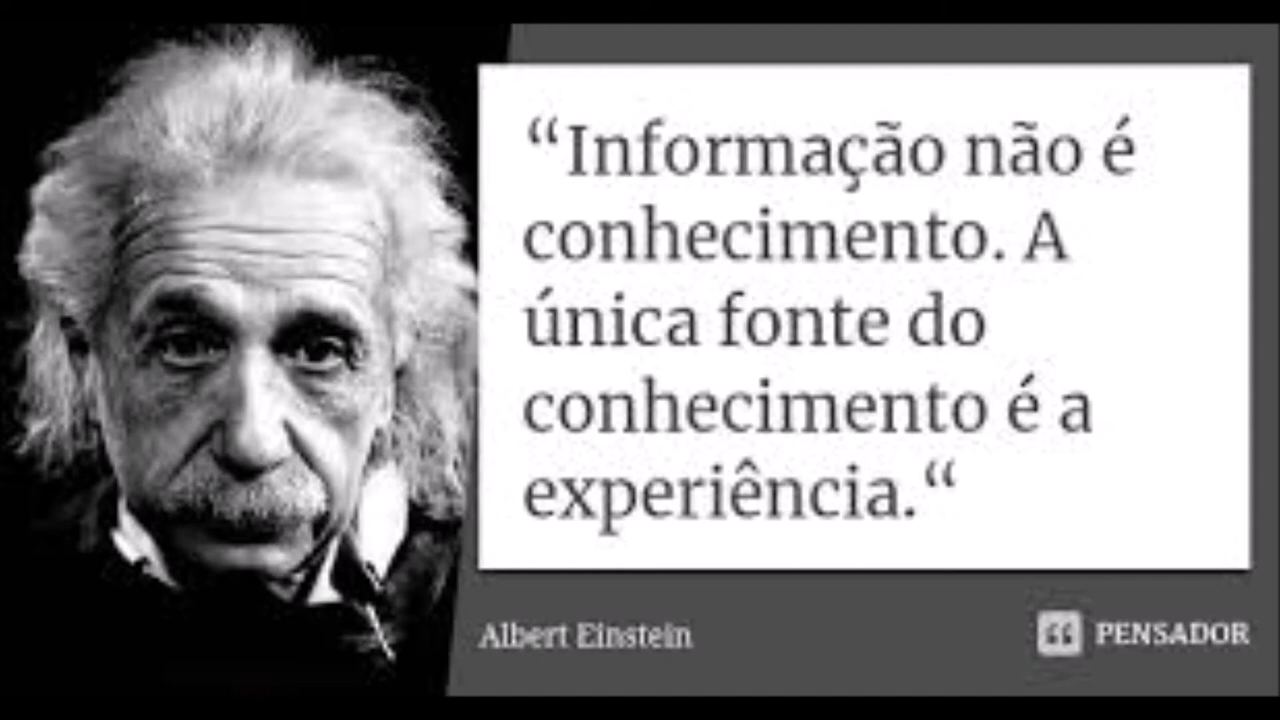 “Informação não é
conhecimento. A
única fonte do
conhecimento é a
experiência.“
Albert Einstein
PENSADOR